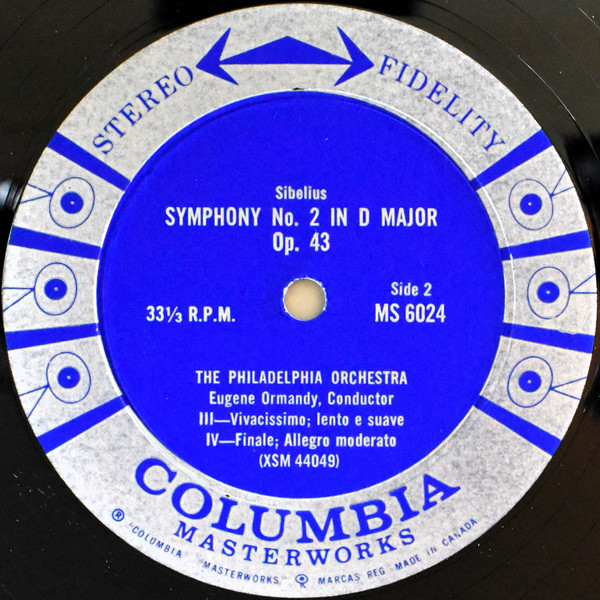 STEREO FIDELITY
Sibelius
SYMPHONY No. 2 IN D MAJOR
Op. 43
33⅓ R.P.M.
Side 2
MS 6024
THE PHILADELPHIA ORCHESTRA
Eugene Ormandy, Conductor
III—Vivacissimo; lento e suave
IV—Finale; Allegro moderato
(XSM 44049)
COLUMBIA
MASTERWORKS
® "COLUMBIA" "MASTERWORKS" MARCAS REG. MADE IN CANADA